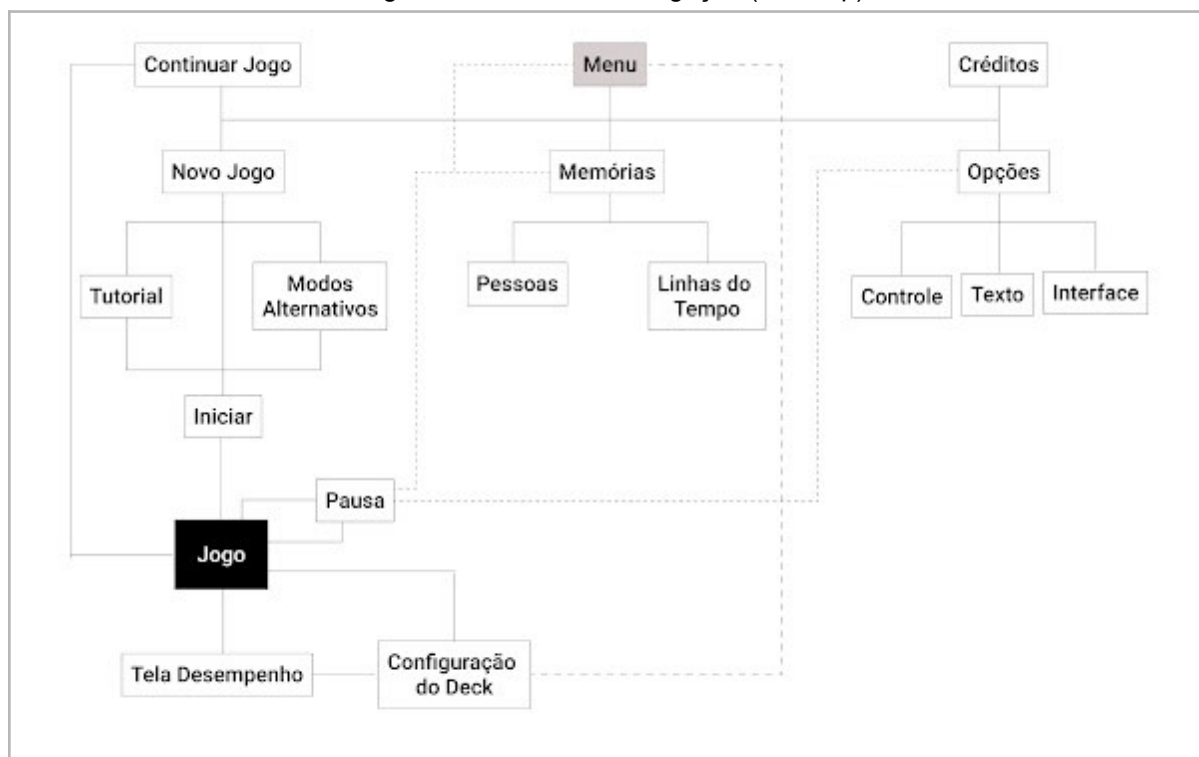 Continuar Jogo
Menu
Créditos
Novo Jogo
Memórias
Opções
Tutorial
Modos
Alternativos
Pessoas
Linhas do
Tempo
Controle
Texto
Interface
Iniciar
Pausa
Jogo
Tela Desempenho
Configuração
do Deck